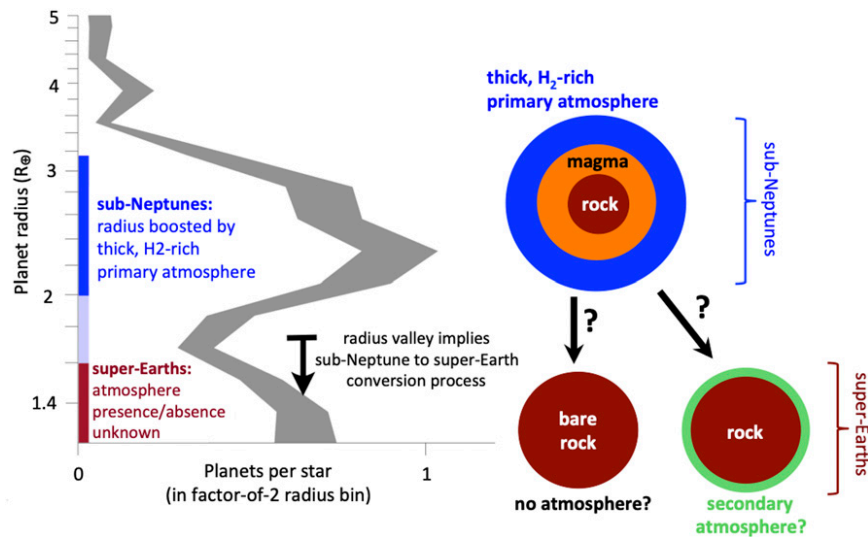 5
4
3
2
1.4
Planet radius (R⊕)
sub-Neptunes:
radius boosted by
thick, H2-rich
primary atmosphere
super-Earths:
atmosphere
presence/absence
unknown
radius valley implies
sub-Neptune to super-Earth
conversion process
0
1
Planets per star
(in factor-of-2 radius bin)
thick, H₂-rich
primary atmosphere
magma
rock
sub-Neptunes
?
?
bare
rock
no atmosphere?
rock
secondary
atmosphere?
super-Earths